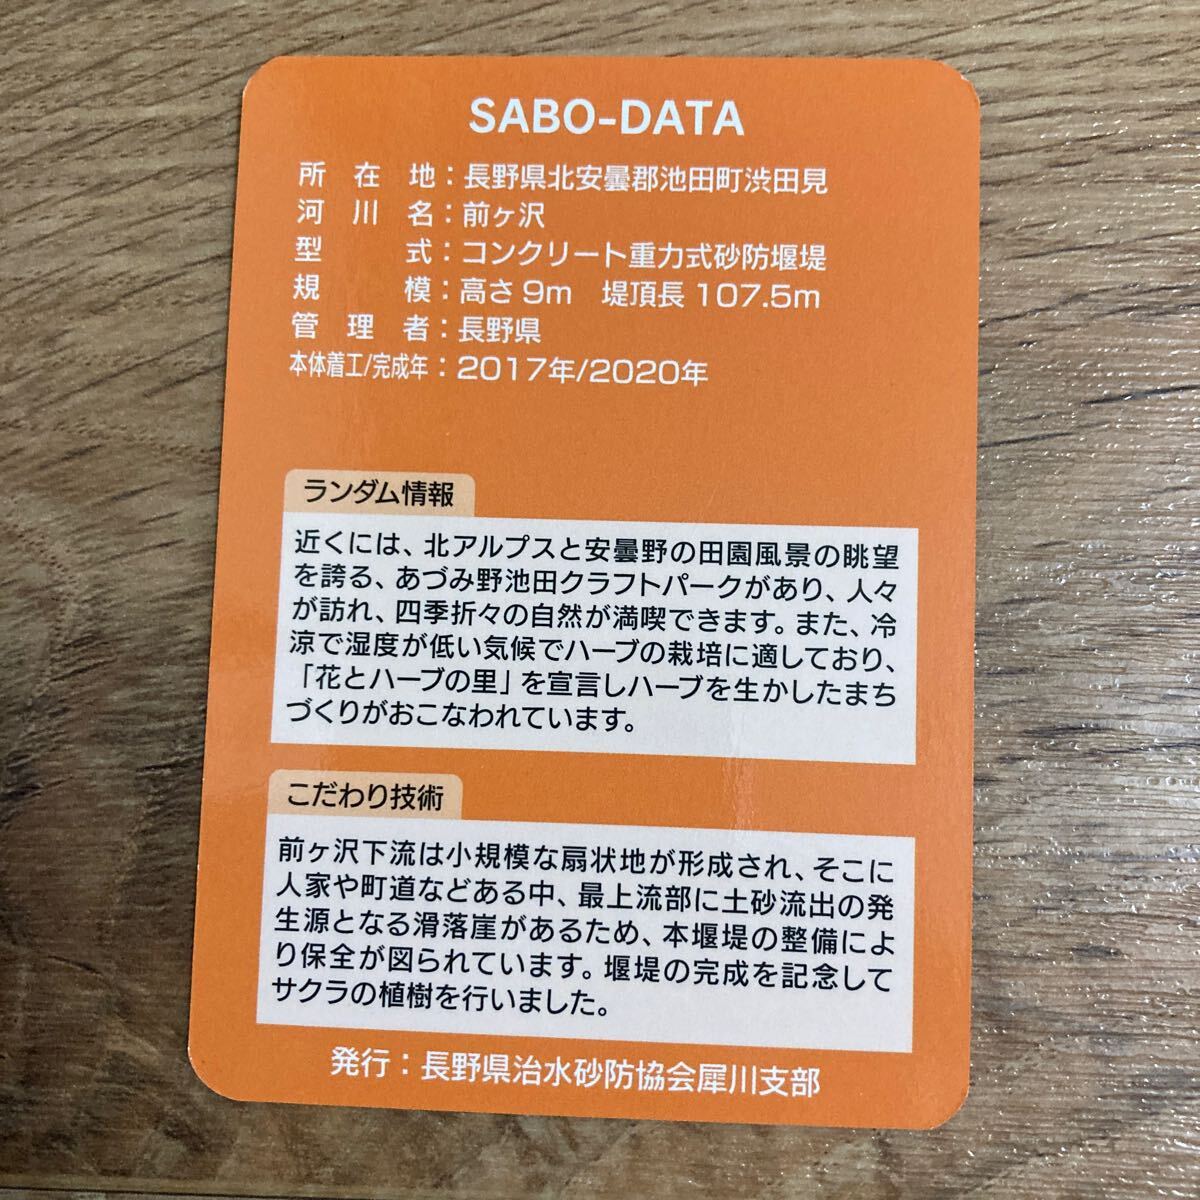 SABO-DATA
所在地：長野県北安曇郡池田町渋田見
河川名：前ヶ沢
型式：コンクリート重力式砂防堰堤
規模：高さ 9m 堤頂長 107.5m
管理者：長野県
本体着工/完成年：2017年/2020年
ランダム情報
近くには、北アルプスと安曇野の田園風景の眺望
を誇る、あづみ野池田クラフトパークがあり、人々
が訪れ、四季折々の自然が満喫できます。また、冷
涼で湿度が低い気候でハーブの栽培に適しており、
「花とハーブの里」を宣言しハーブを生かしたまち
づくりがおこなわれています。
こだわり技術
前ヶ沢下流は小規模な扇状地が形成され、そこに
人家や町道などある中、最上流部に土砂流出の発
生源となる滑落崖があるため、本堰堤の整備によ
り保全が図られています。堰堤の完成を記念して
サクラの植樹を行いました。
発行：長野県治水砂防協会犀川支部